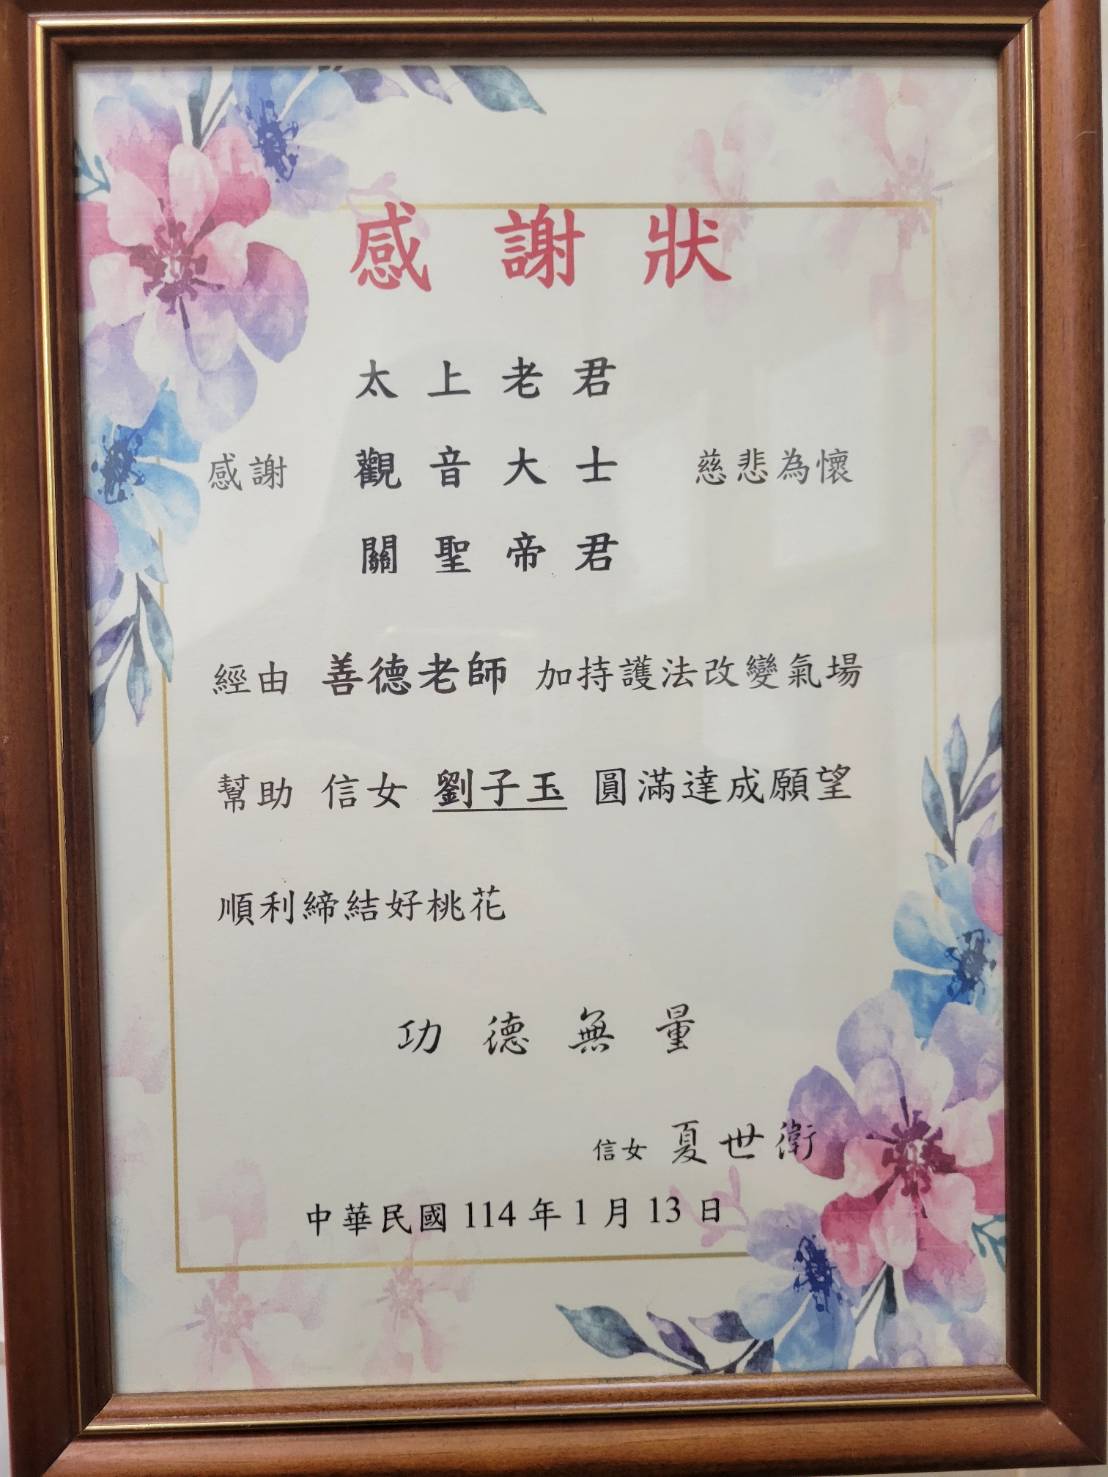 感謝狀
太上老君
感謝 觀音大士 慈悲為懷
關聖帝君
經由 善德老師 加持護法改變氣場
幫助 信女 劉子玉 圓滿達成願望
順利締結好桃花
功德無量
信女 夏世衛
中華民國 114 年 1 月 13 日